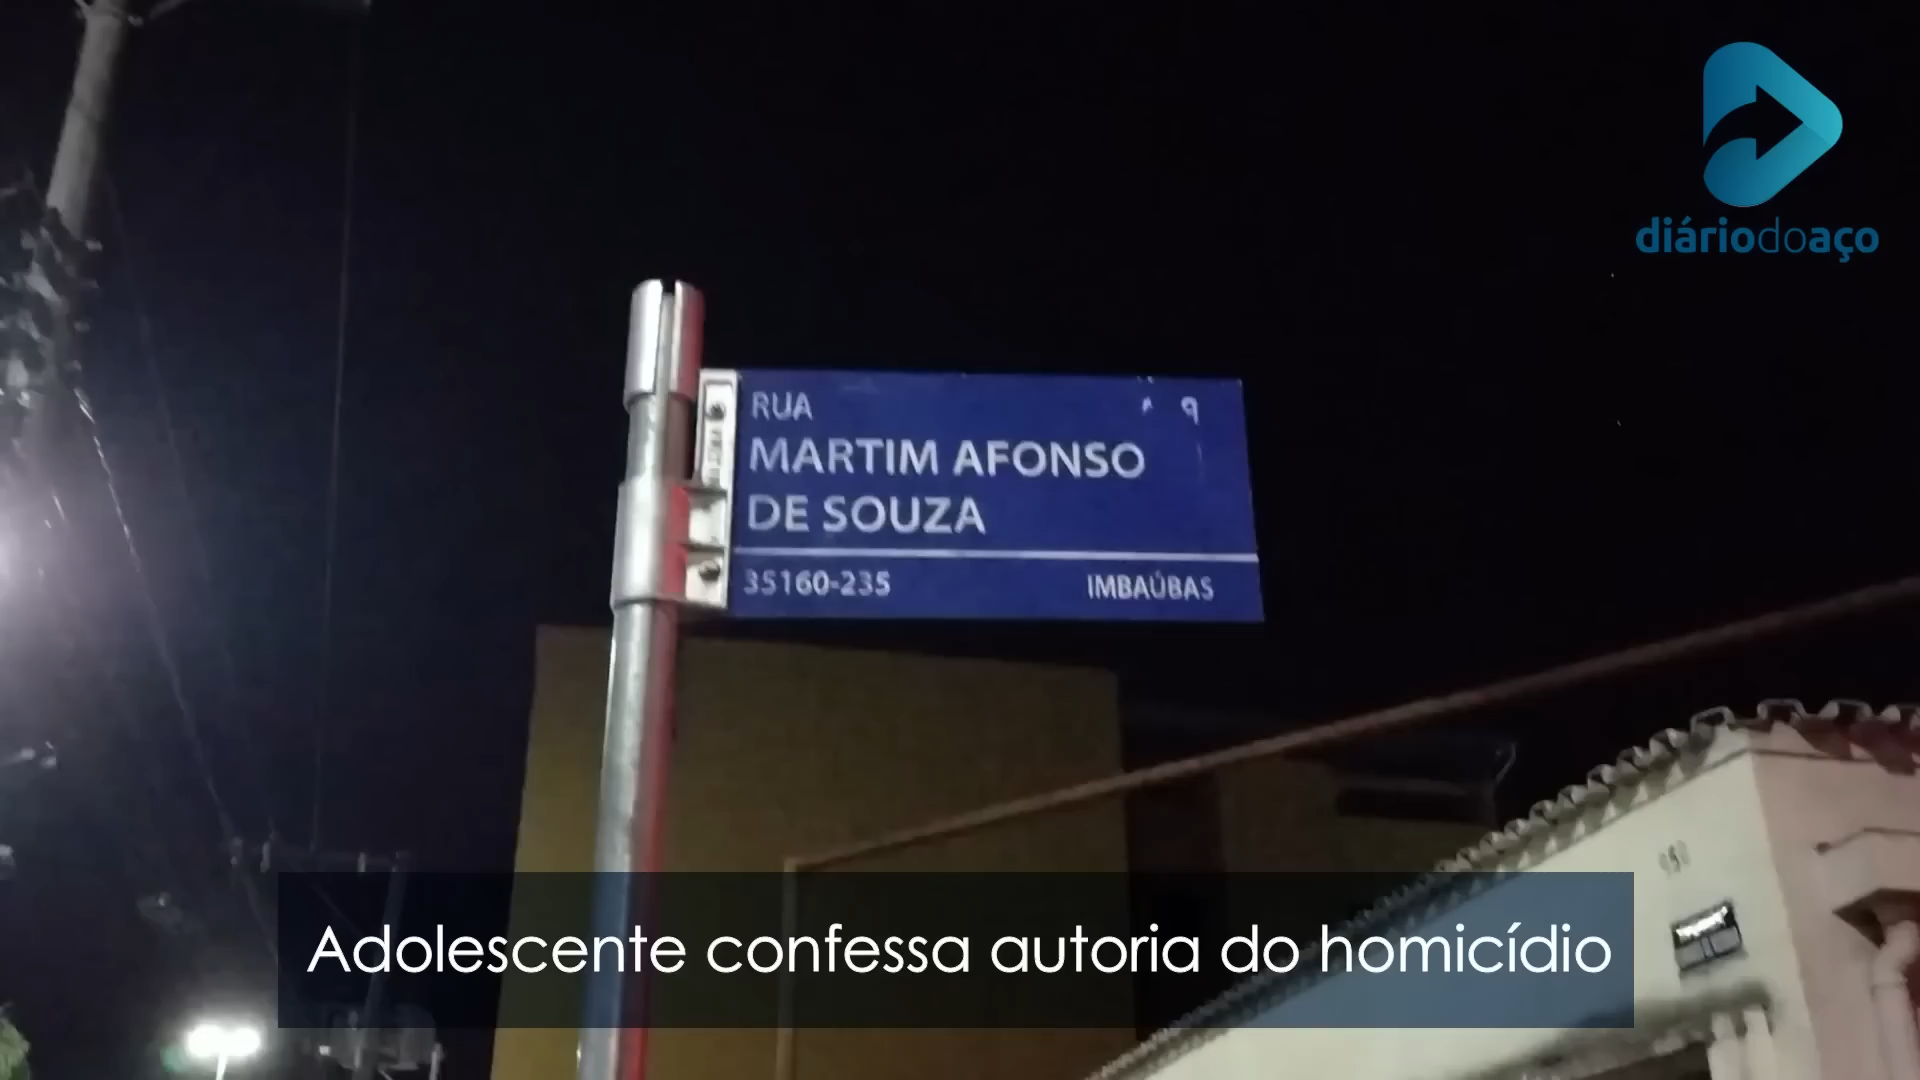 diáriodoaço
RUA
MARTIM AFONSO
DE SOUZA
35160-235 IMBAÚBAS
Adolescente confessa autoria do homicídio